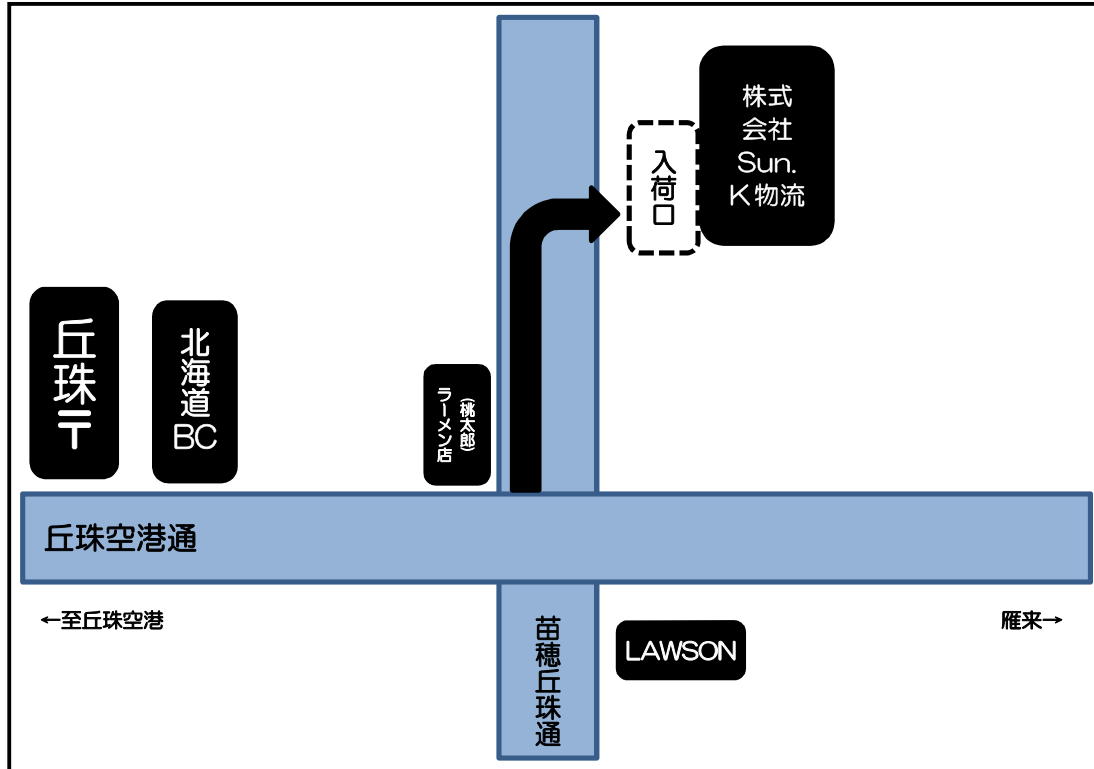 株式
会社
Sun.
K物流
入荷口
丘珠〒
北海道BC
(桃太郎)
ラーメン店
丘珠空港通
←至丘珠空港
雁来→
苗穂丘珠通
LAWSON